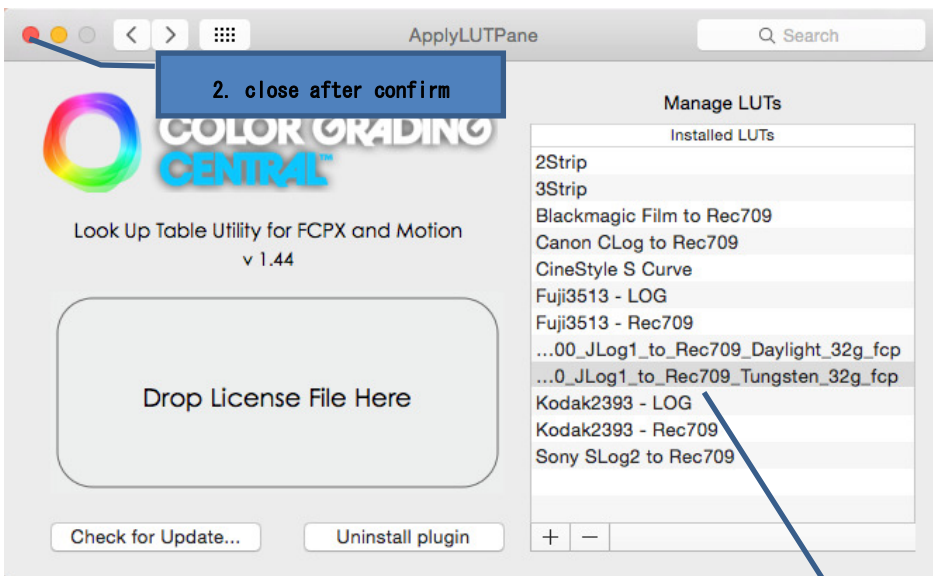 ApplyLUTPane
Search
2. close after confirm
COLOR GRADING
CENTRAL™
Look Up Table Utility for FCPX and Motion
v 1.44
Drop License File Here
Check for Update...
Uninstall plugin
Manage LUTs
Installed LUTs
2Strip
3Strip
Blackmagic Film to Rec709
Canon CLog to Rec709
CineStyle S Curve
Fuji3513 - LOG
Fuji3513 - Rec709
...00_JLog1_to_Rec709_Daylight_32g_fcp
...0_JLog1_to_Rec709_Tungsten_32g_fcp
Kodak2393 - LOG
Kodak2393 - Rec709
Sony SLog2 to Rec709